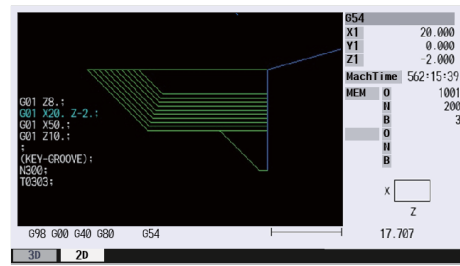 G54
X1 20.000
Y1 0.000
Z1 -2.000
MachTime 562:15:39
MEM O 1001
N 200
B 3
O
N
B
G01 Z8.;
G01 X20. Z-2.;
G01 X50.;
G01 Z10.;
;
(KEY-GROOVE);
N300;
T0303;
X
Z
G98 G00 G40 G80 G54
17.707
3D 2D